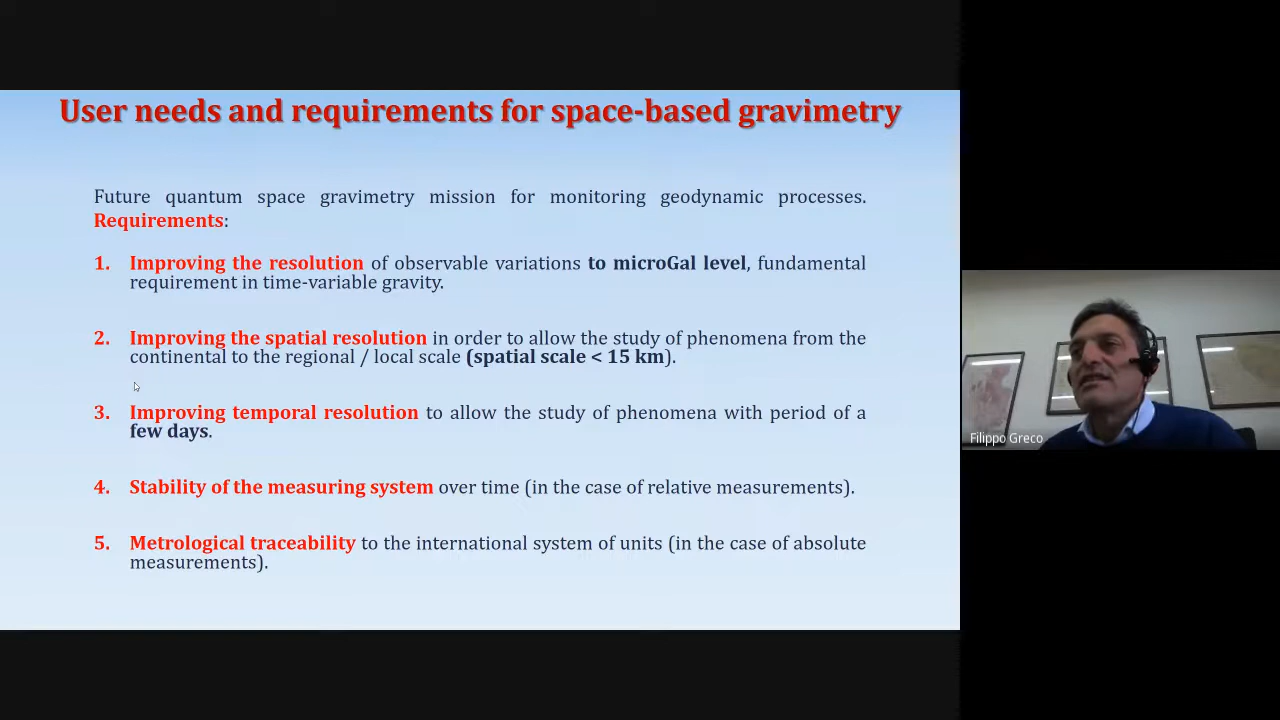 User needs and requirements for space-based gravimetry
Future quantum space gravimetry mission for monitoring geodynamic processes.
Requirements:
1. Improving the resolution of observable variations to microGal level, fundamental
requirement in time-variable gravity.
2. Improving the spatial resolution in order to allow the study of phenomena from the
continental to the regional / local scale (spatial scale < 15 km).
3. Improving temporal resolution to allow the study of phenomena with period of a
few days.
4. Stability of the measuring system over time (in the case of relative measurements).
5. Metrological traceability to the international system of units (in the case of absolute
measurements).
Filippo Greco